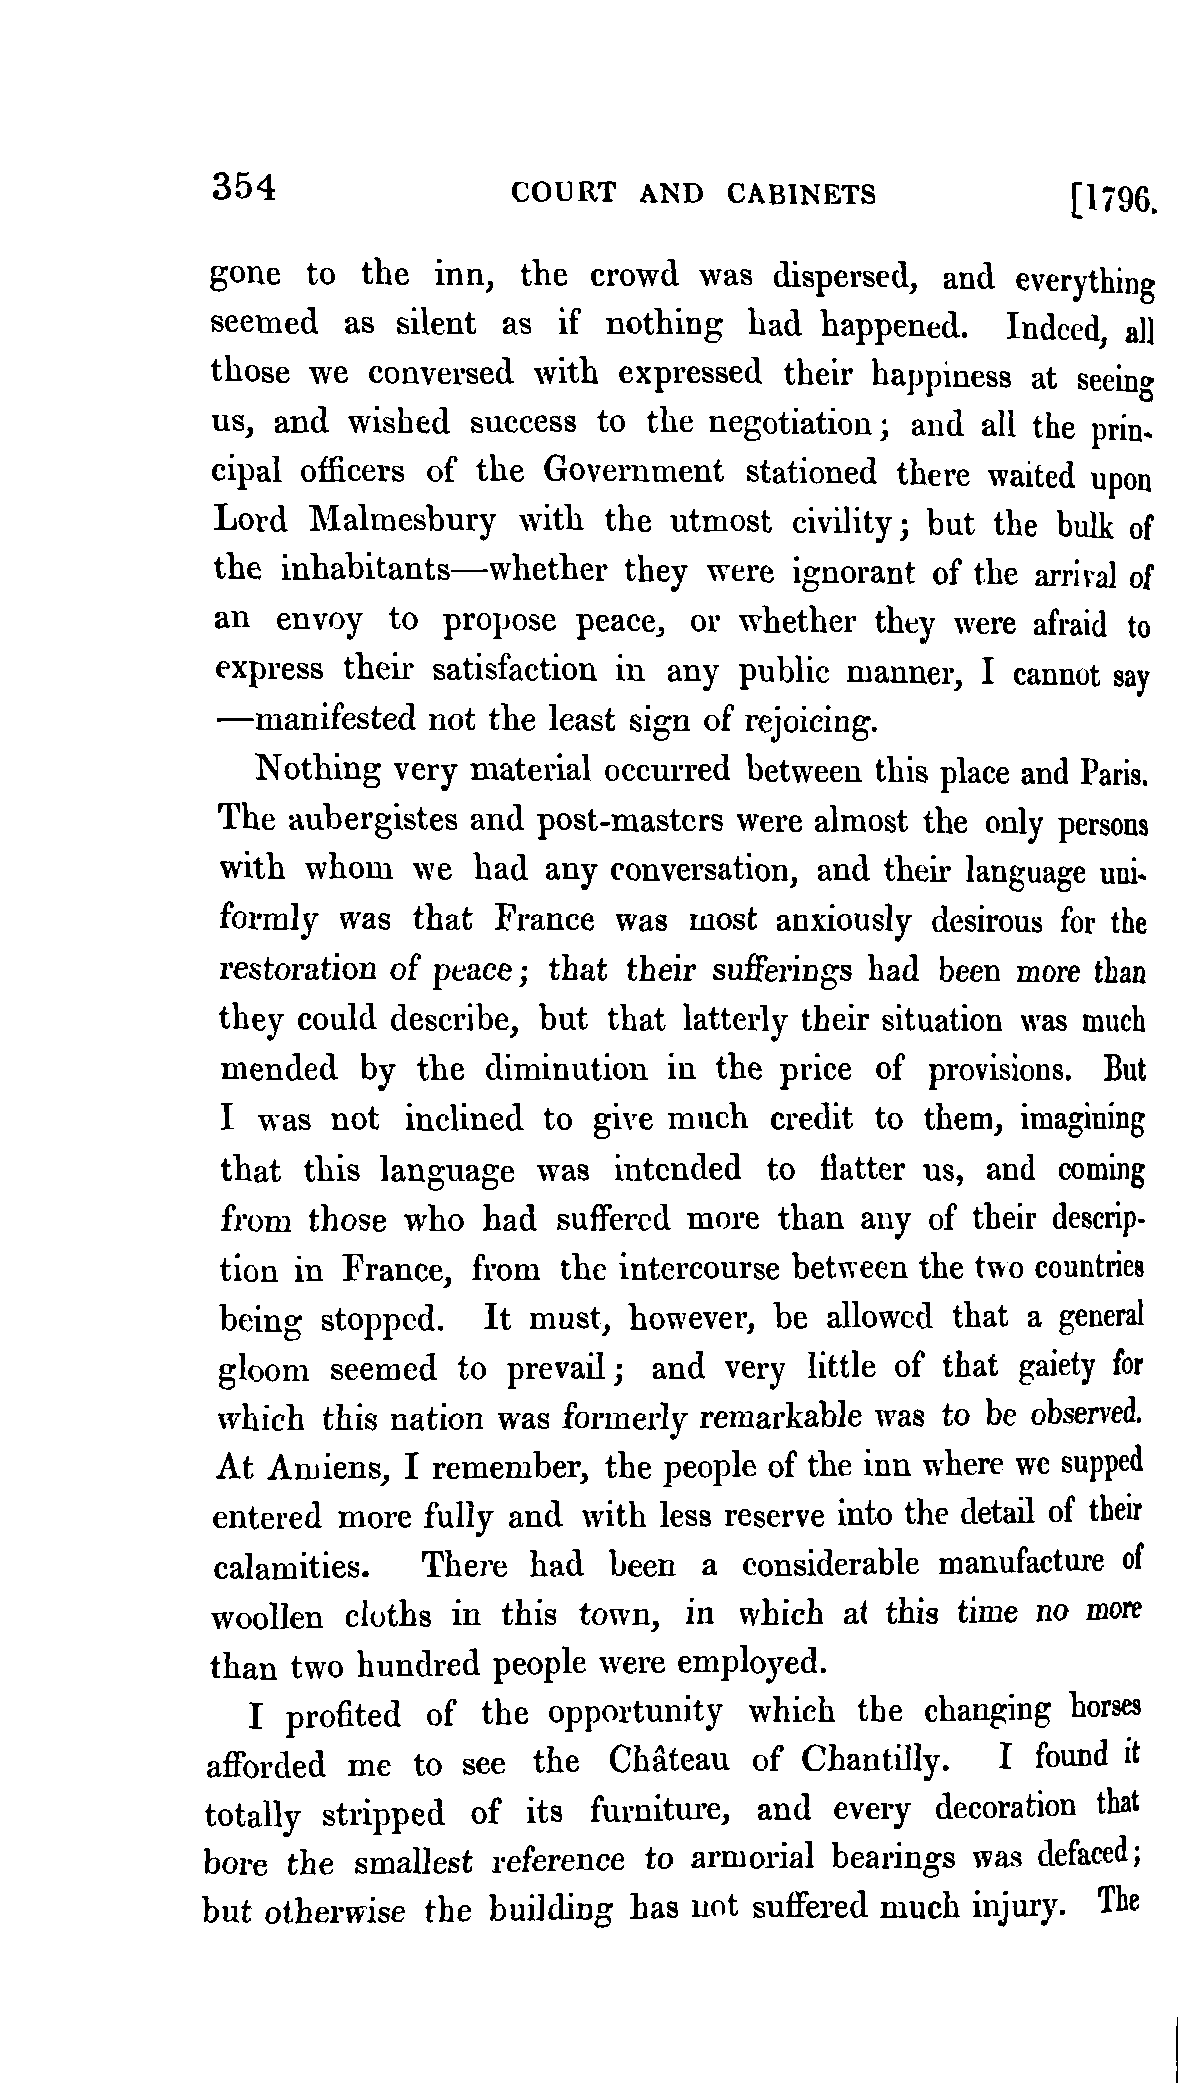 354 COURT AND CABINETS [1796.
gone to the inn, the crowd was dispersed, and everything
seemed as silent as if nothing had happened. Indeed, all
those we conversed with expressed their happiness at seeing
us, and wished success to the negotiation; and all the prin-
cipal officers of the Government stationed there waited upon
Lord Malmesbury with the utmost civility; but the bulk of
the inhabitants—whether they were ignorant of the arrival of
an envoy to propose peace, or whether they were afraid to
express their satisfaction in any public manner, I cannot say
—manifested not the least sign of rejoicing.
Nothing very material occurred between this place and Paris.
The aubergistes and post-masters were almost the only persons
with whom we had any conversation, and their language uni-
formly was that France was most anxiously desirous for the
restoration of peace; that their sufferings had been more than
they could describe, but that latterly their situation was much
mended by the diminution in the price of provisions. But
I was not inclined to give much credit to them, imagining
that this language was intended to flatter us, and coming
from those who had suffered more than any of their descrip-
tion in France, from the intercourse between the two countries
being stopped. It must, however, be allowed that a general
gloom seemed to prevail; and very little of that gaiety for
which this nation was formerly remarkable was to be observed.
At Amiens, I remember, the people of the inn where we supped
entered more fully and with less reserve into the detail of their
calamities. There had been a considerable manufacture of
woollen cloths in this town, in which at this time no more
than two hundred people were employed.
I profited of the opportunity which the changing horses
afforded me to see the Château of Chantilly. I found it
totally stripped of its furniture, and every decoration that
bore the smallest reference to armorial bearings was defaced;
but otherwise the building has not suffered much injury. The